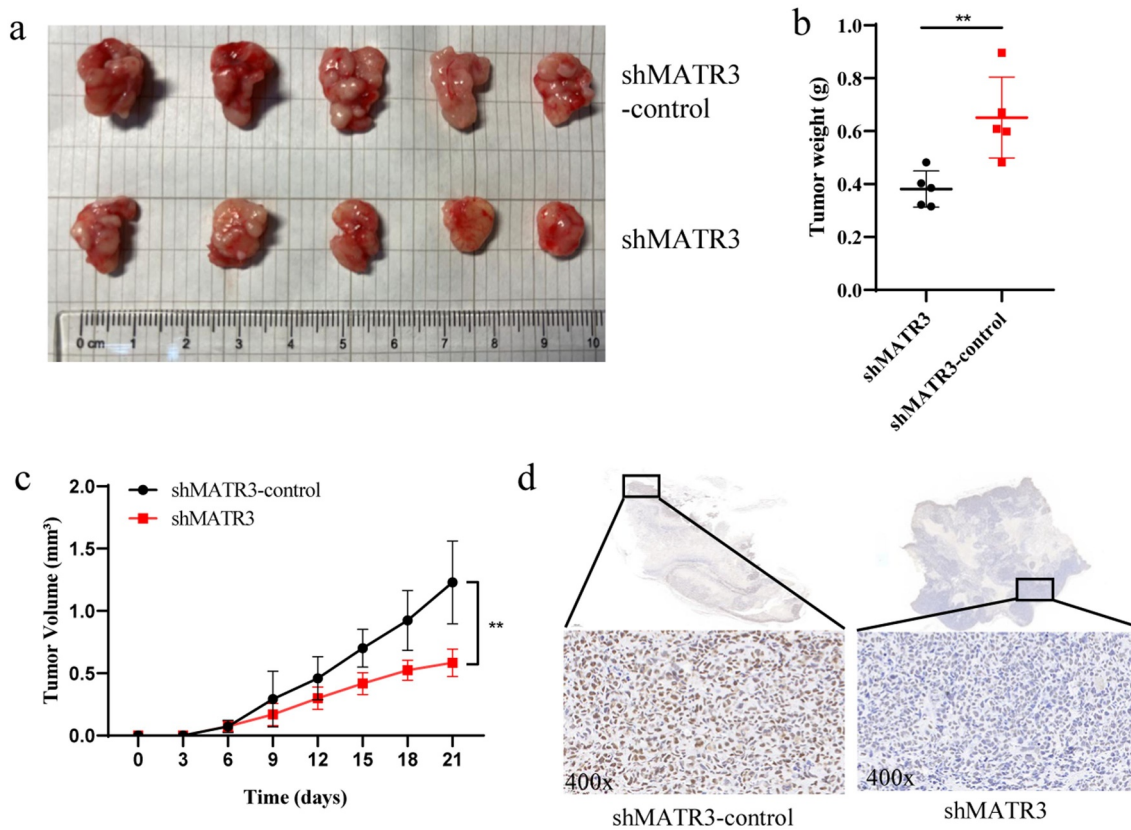 a
shMATR3
-control
shMATR3
0 cm 1 2 3 4 5 6 7 8 9 10
b
**
Tumor weight (g)
1.0
0.8
0.6
0.4
0.2
0.0
shMATR3
shMATR3-control
c
shMATR3-control
shMATR3
Tumor Volume (mm³)
2.0
1.5
1.0
0.5
0.0
**
0 3 6 9 12 15 18 21
Time (days)
d
400x
400x
shMATR3-control
shMATR3